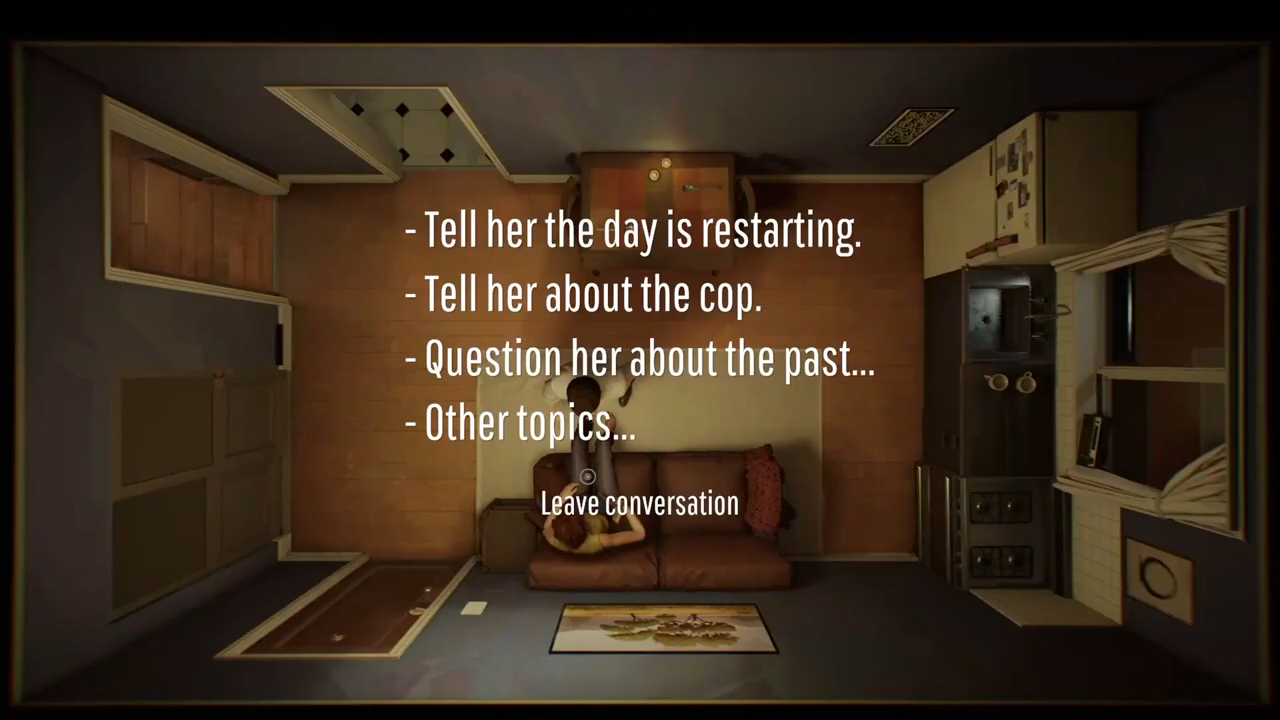 - Tell her the day is restarting.
- Tell her about the cop.
- Question her about the past...
- Other topics...
Leave conversation